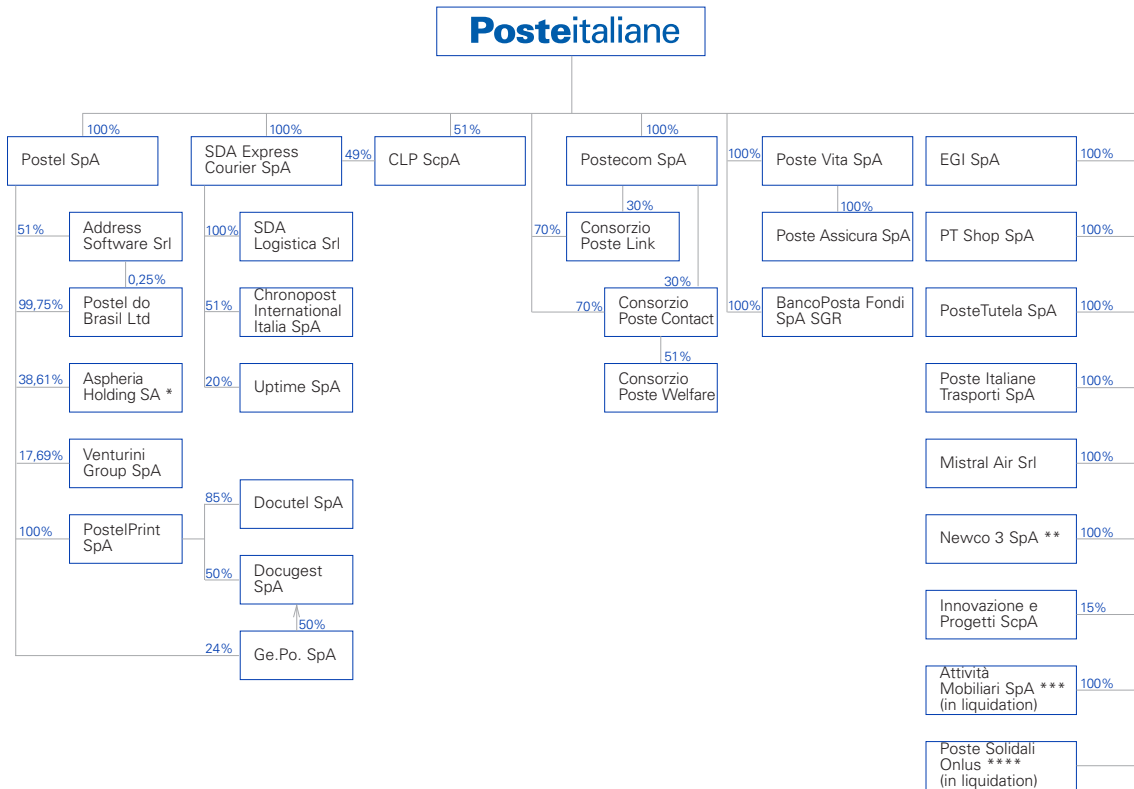 Posteitaliane
100%
100%
51%
100%
Postel SpA
SDA Express
Courier SpA
49%
CLP ScpA
Postecom SpA
100%
Poste Vita SpA
EGI SpA
100%
51%
Address
Software Srl
100%
SDA
Logistica Srl
70%
30%
Consorzio
Poste Link
100%
Poste Assicura SpA
PT Shop SpA
100%
0,25%
99,75%
Postel do
Brasil Ltd
51%
Chronopost
International
Italia SpA
30%
70%
Consorzio
Poste Contact
100%
BancoPosta Fondi
SpA SGR
PosteTutela SpA
100%
51%
38,61%
Aspheria
Holding SA *
20%
Uptime SpA
Consorzio
Poste Welfare
Poste Italiane
Trasporti SpA
100%
17,69%
Venturini
Group SpA
Mistral Air Srl
100%
85%
Docutel SpA
100%
PostelPrint
SpA
Newco 3 SpA **
100%
50%
Docugest
SpA
Innovazione e
Progetti ScpA
15%
50%
24%
Ge.Po. SpA
Attività
Mobiliari SpA ***
(in liquidation)
100%
Poste Solidali
Onlus ****
(in liquidation)